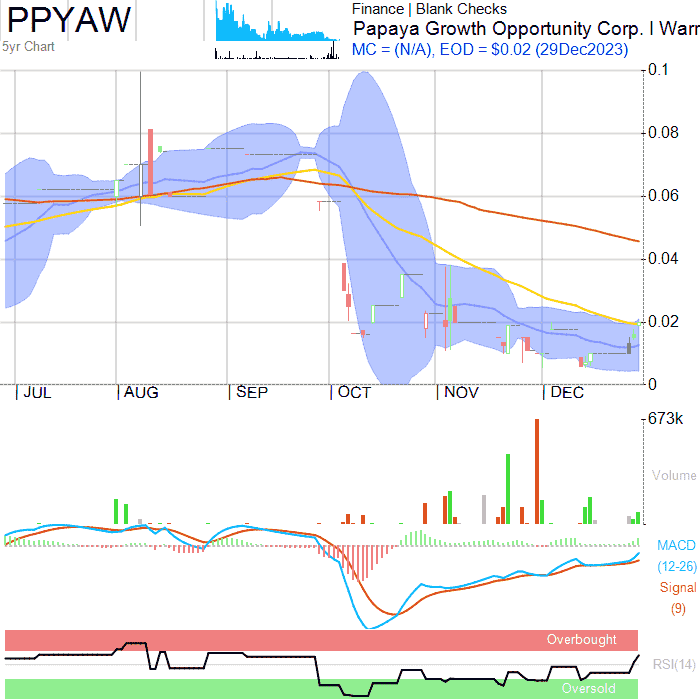 PPYAW
5yr Chart
Finance | Blank Checks
Papaya Growth Opportunity Corp. I Warr
MC = (N/A), EOD = $0.02 (29Dec2023)
0.1
0.08
0.06
0.04
0.02
0
JUL AUG SEP OCT NOV DEC
673k
Volume
MACD
(12-26)
Signal
(9)
Overbought
RSI(14)
Oversold